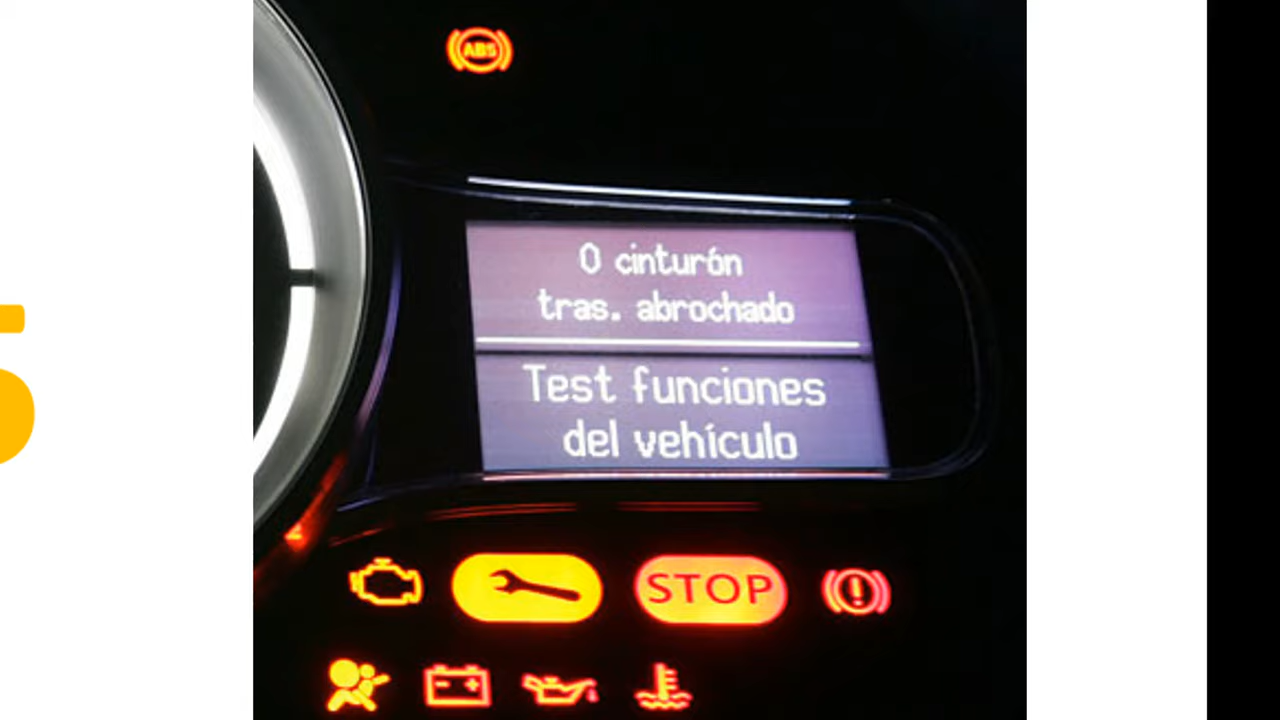 ABS
0 cinturón
tras. abrochado
Test funciones
del vehículo
STOP